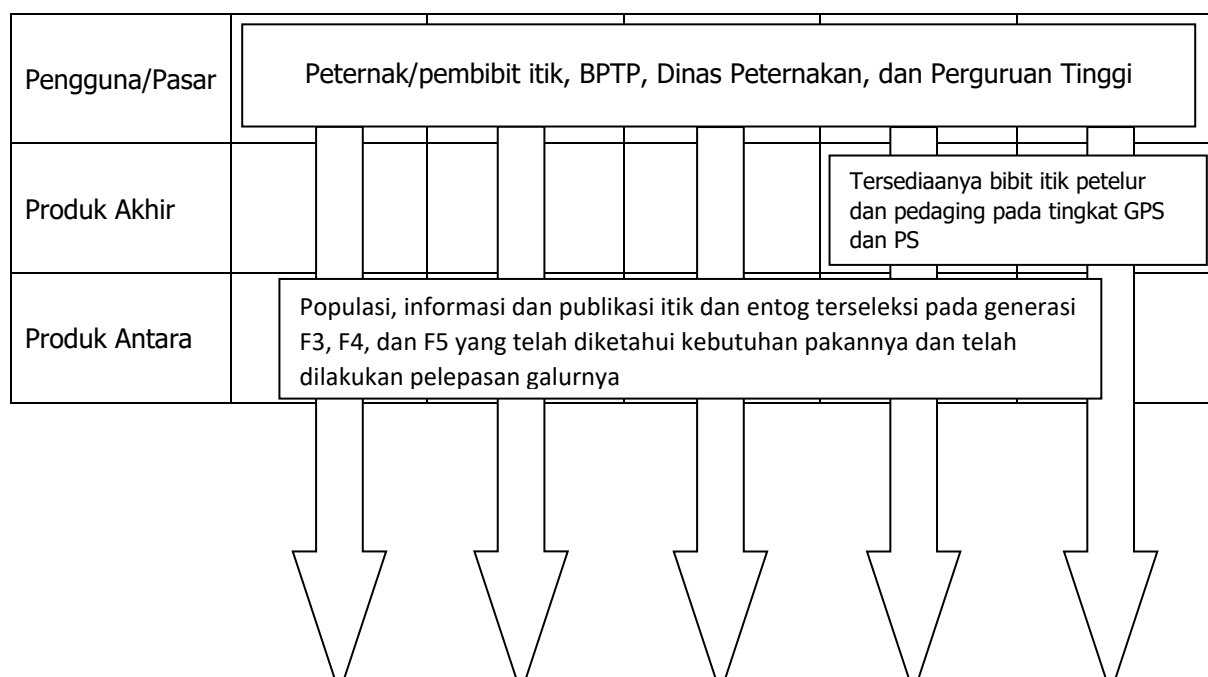 Pengguna/Pasar
Peternak/pembibit itik, BPTP, Dinas Peternakan, dan Perguruan Tinggi
Produk Akhir
Tersediaanya bibit itik petelur
dan pedaging pada tingkat GPS
dan PS
Produk Antara
Populasi, informasi dan publikasi itik dan entog terseleksi pada generasi
F3, F4, dan F5 yang telah diketahui kebutuhan pakannya dan telah
dilakukan pelepasan galurnya